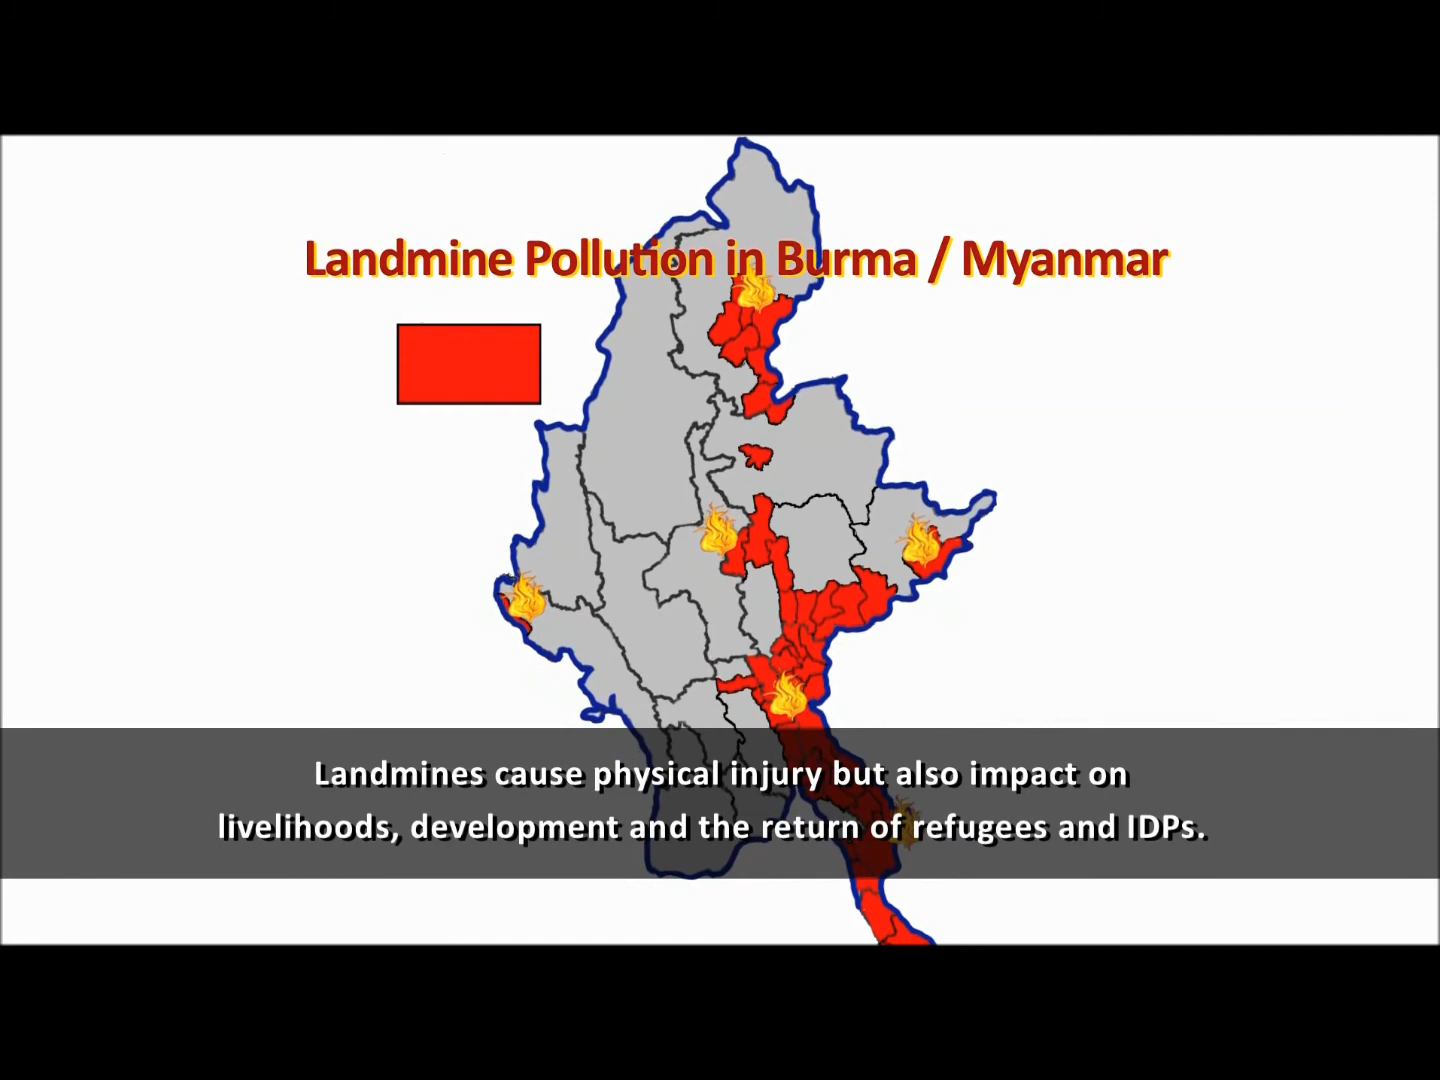 Landmine Pollution in Burma / Myanmar
Landmines cause physical injury but also impact on
livelihoods, development and the return of refugees and IDPs.